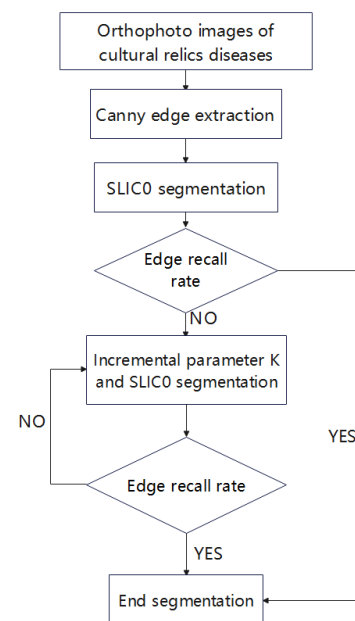 Orthophoto images of
cultural relics diseases
Canny edge extraction
SLIC0 segmentation
Edge recall
rate
NO
Incremental parameter K
and SLIC0 segmentation
NO
YES
Edge recall rate
YES
End segmentation